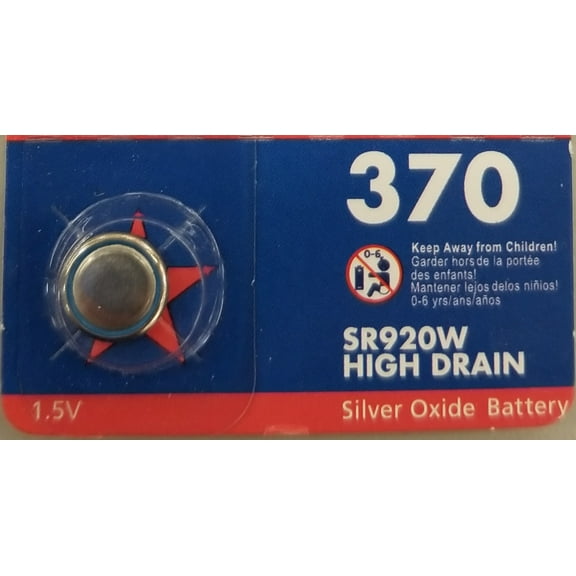 370
0-6
Keep Away from Children!
Garder hors de la portée
des enfants!
Mantener lejos delos niñios!
0-6 yrs/ans/años
SR920W
HIGH DRAIN
1.5V
Silver Oxide Battery